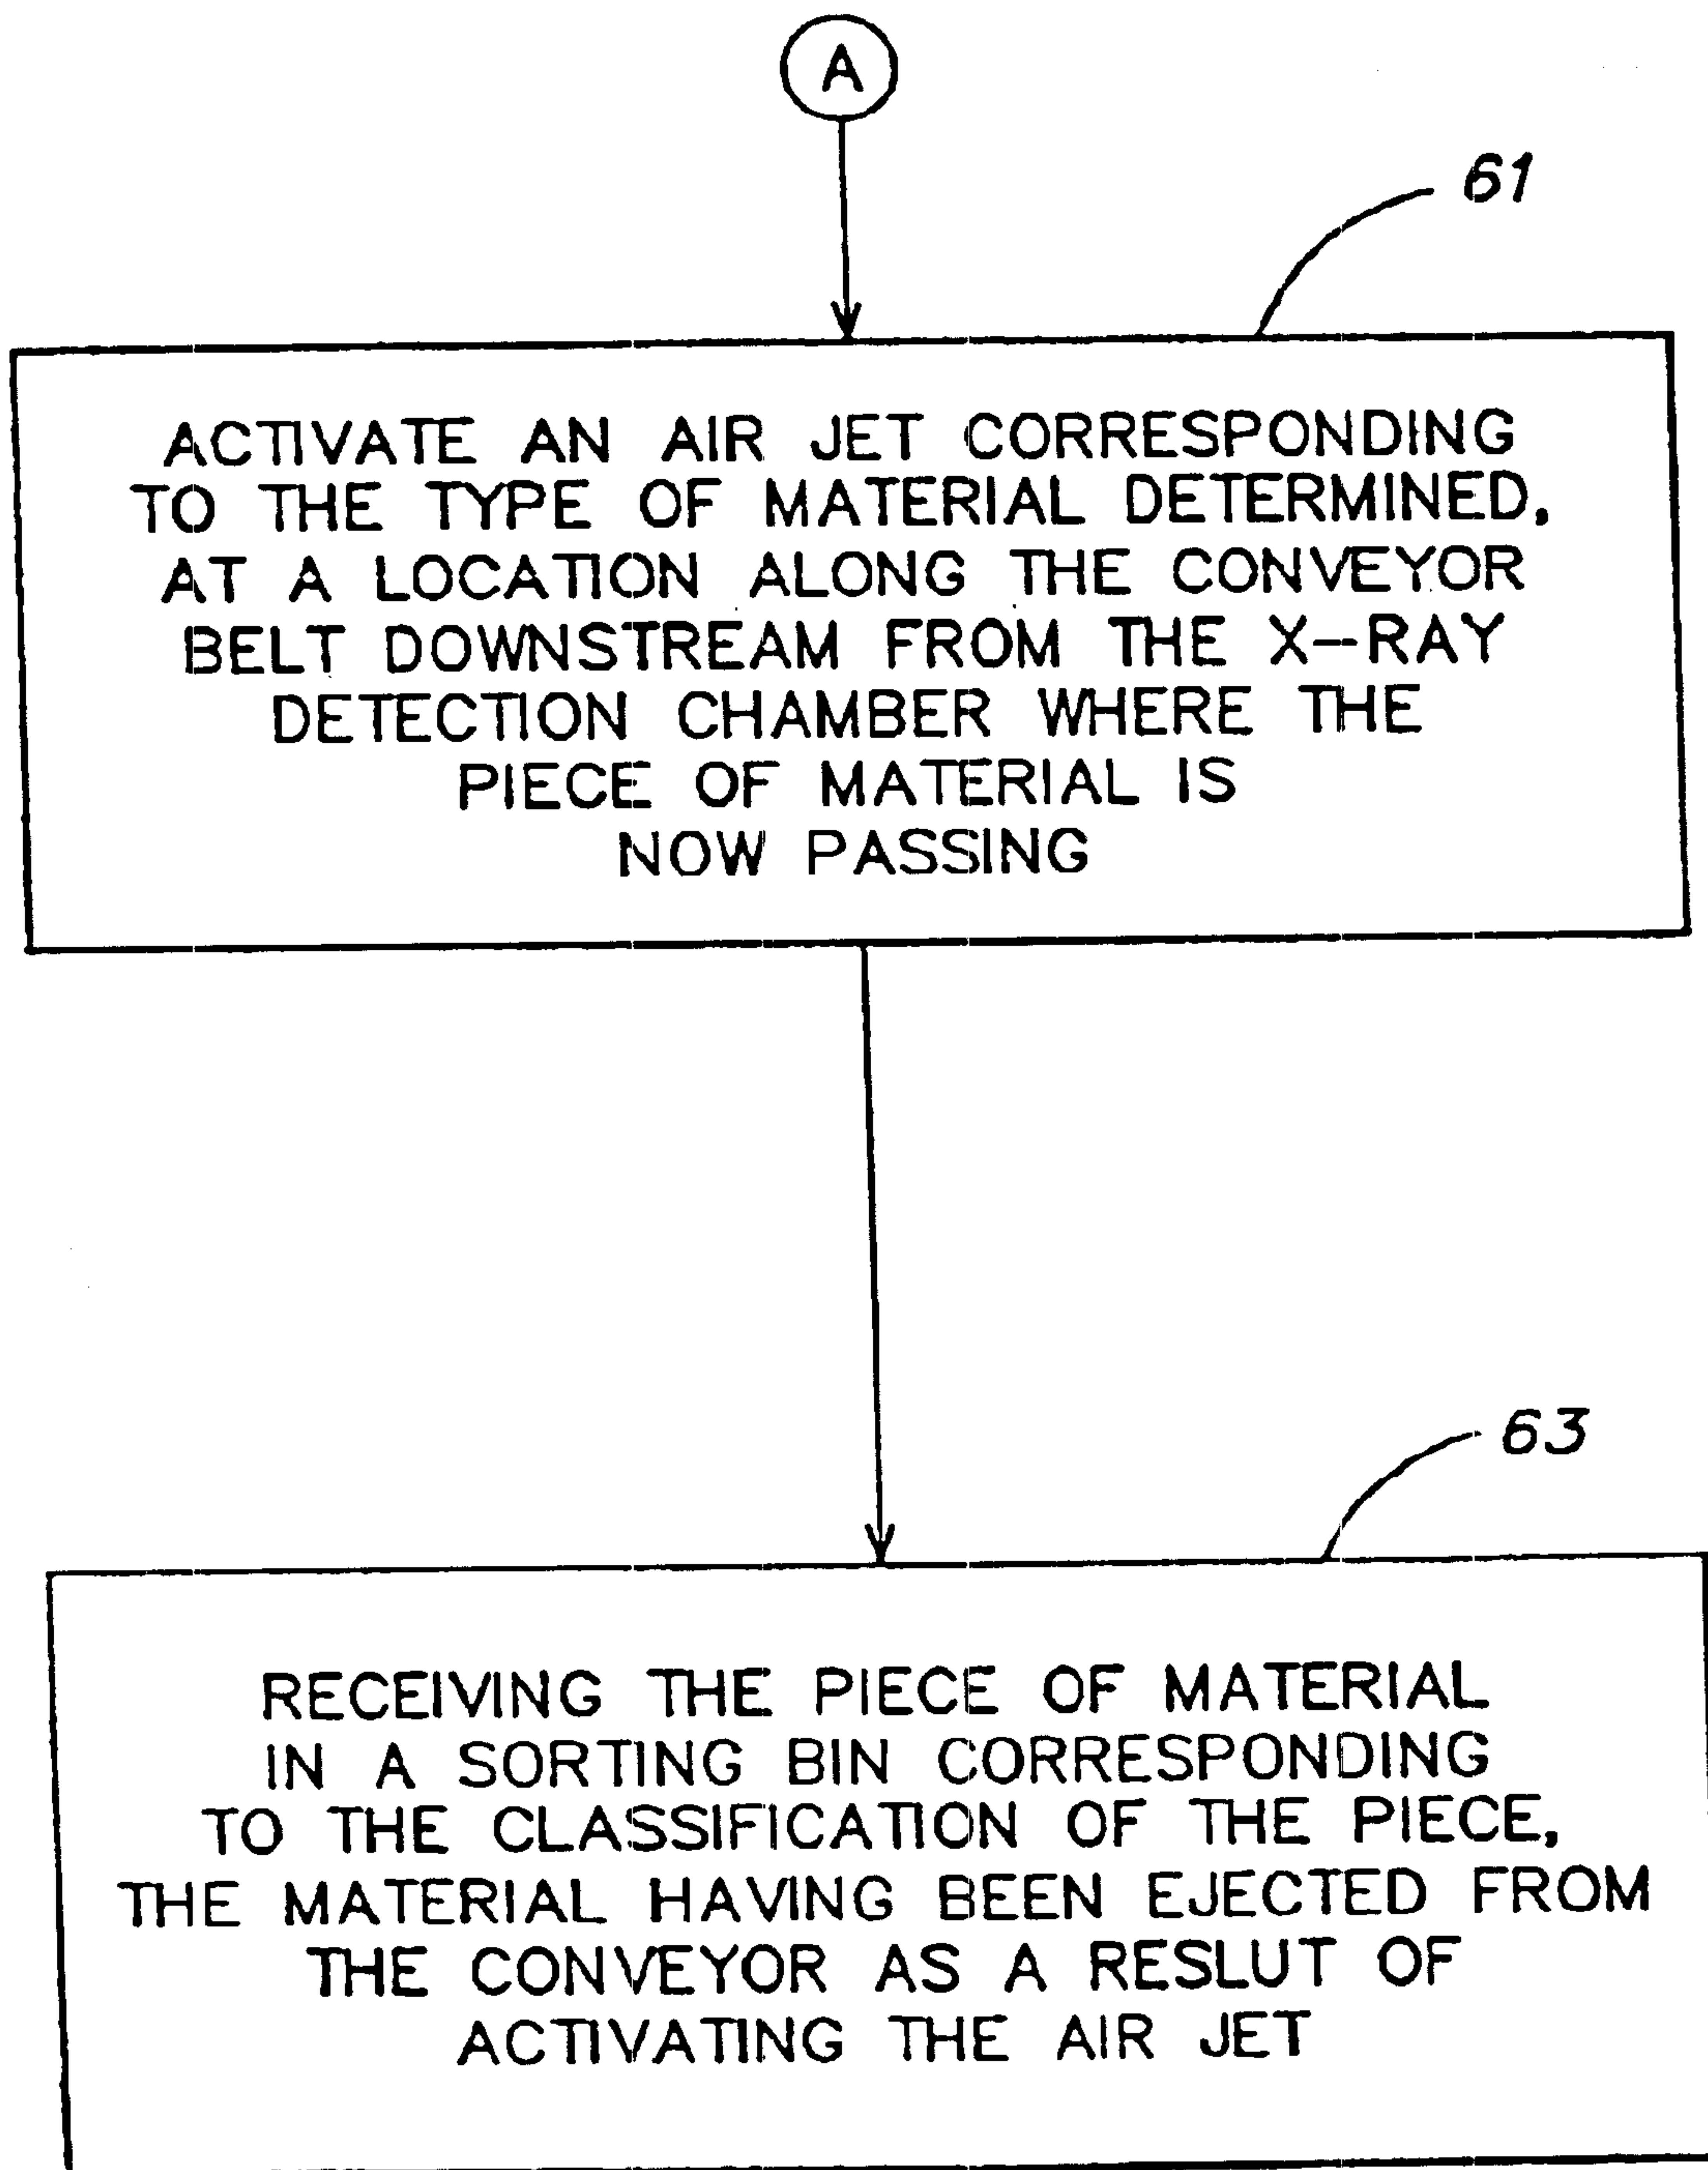 A
61
ACTIVATE AN AIR JET CORRESPONDING
TO THE TYPE OF MATERIAL DETERMINED,
AT A LOCATION ALONG THE CONVEYOR
BELT DOWNSTREAM FROM THE X-RAY
DETECTION CHAMBER WHERE THE
PIECE OF MATERIAL IS
NOW PASSING
63
RECEIVING THE PIECE OF MATERIAL
IN A SORTING BIN CORRESPONDING
TO THE CLASSIFICATION OF THE PIECE,
THE MATERIAL HAVING BEEN EJECTED FROM
THE CONVEYOR AS A RESLUT OF
ACTIVATING THE AIR JET